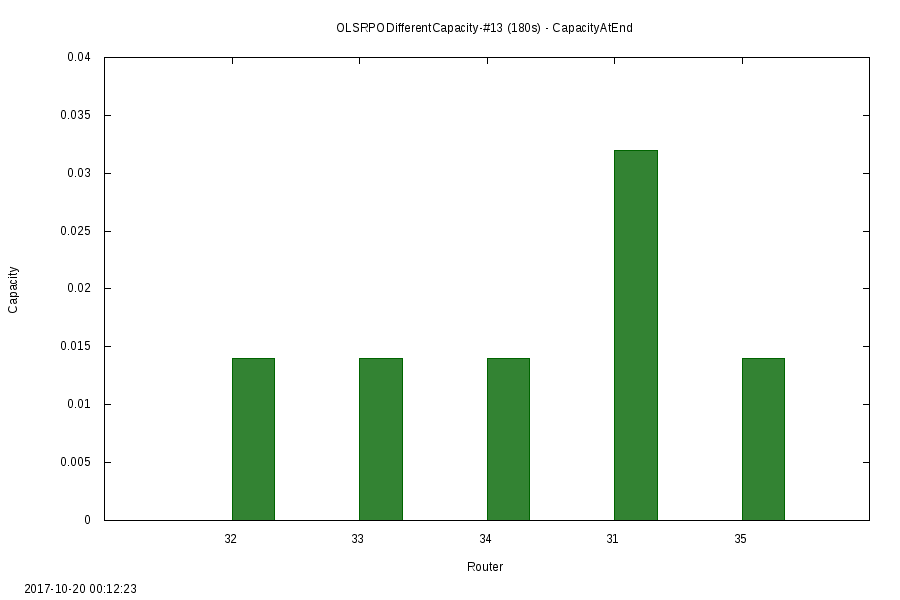 OLSRPODifferentCapacity-#13 (180s) - CapacityAtEnd
0.04
0.035
0.03
0.025
0.02
0.015
0.01
0.005
0
Capacity
32 33 34 31 35
Router
2017-10-20 00:12:23